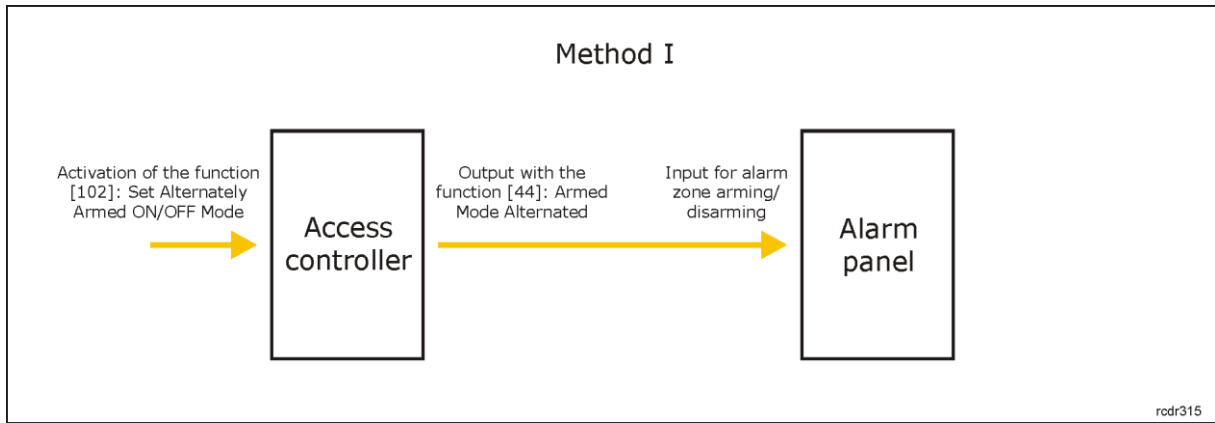 Method I
Activation of the function
[102]: Set Alternately
Armed ON/OFF Mode
Access
controller
Output with the
function [44]: Armed
Mode Alternated
Input for alarm
zone arming/
disarming
Alarm
panel
rcdr315